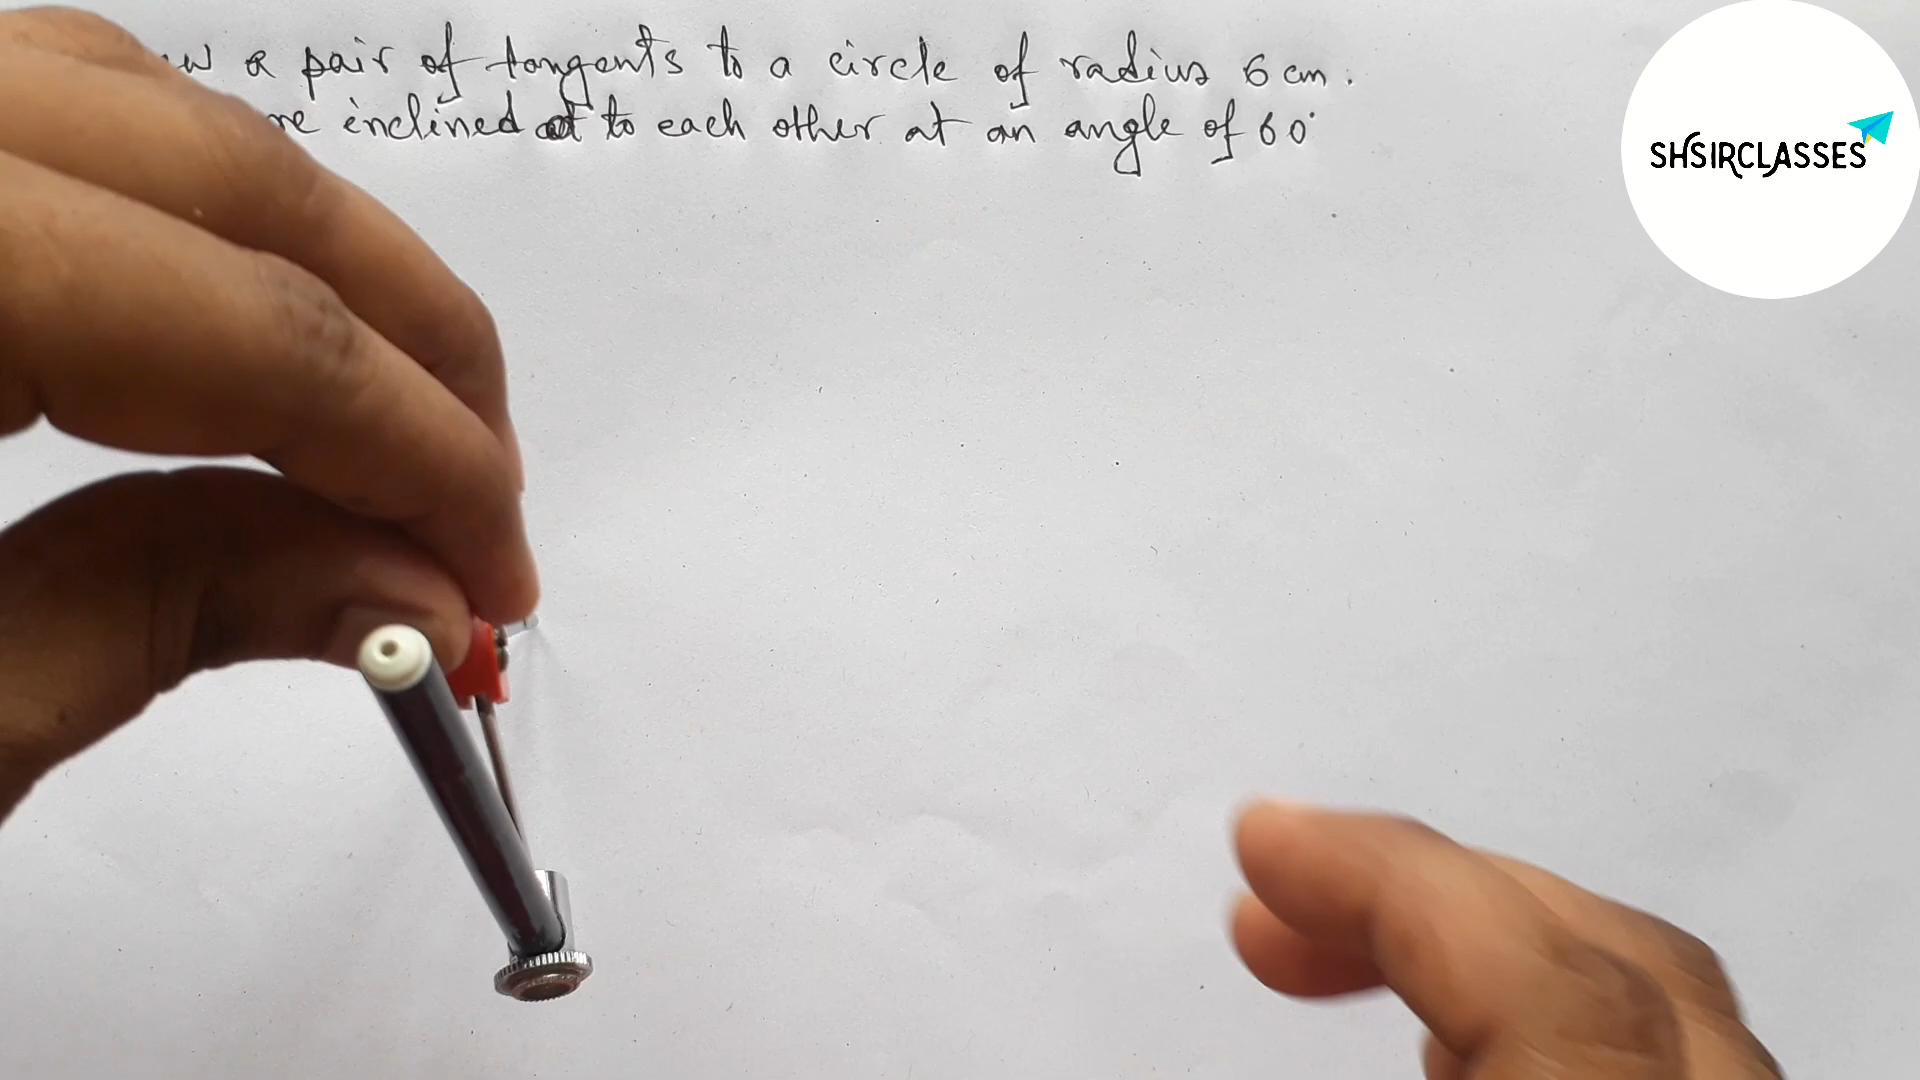 a pair of tangents to a circle of radius 6 cm.
inclined to each other at an angle of 60°
SHSIRCLASSES